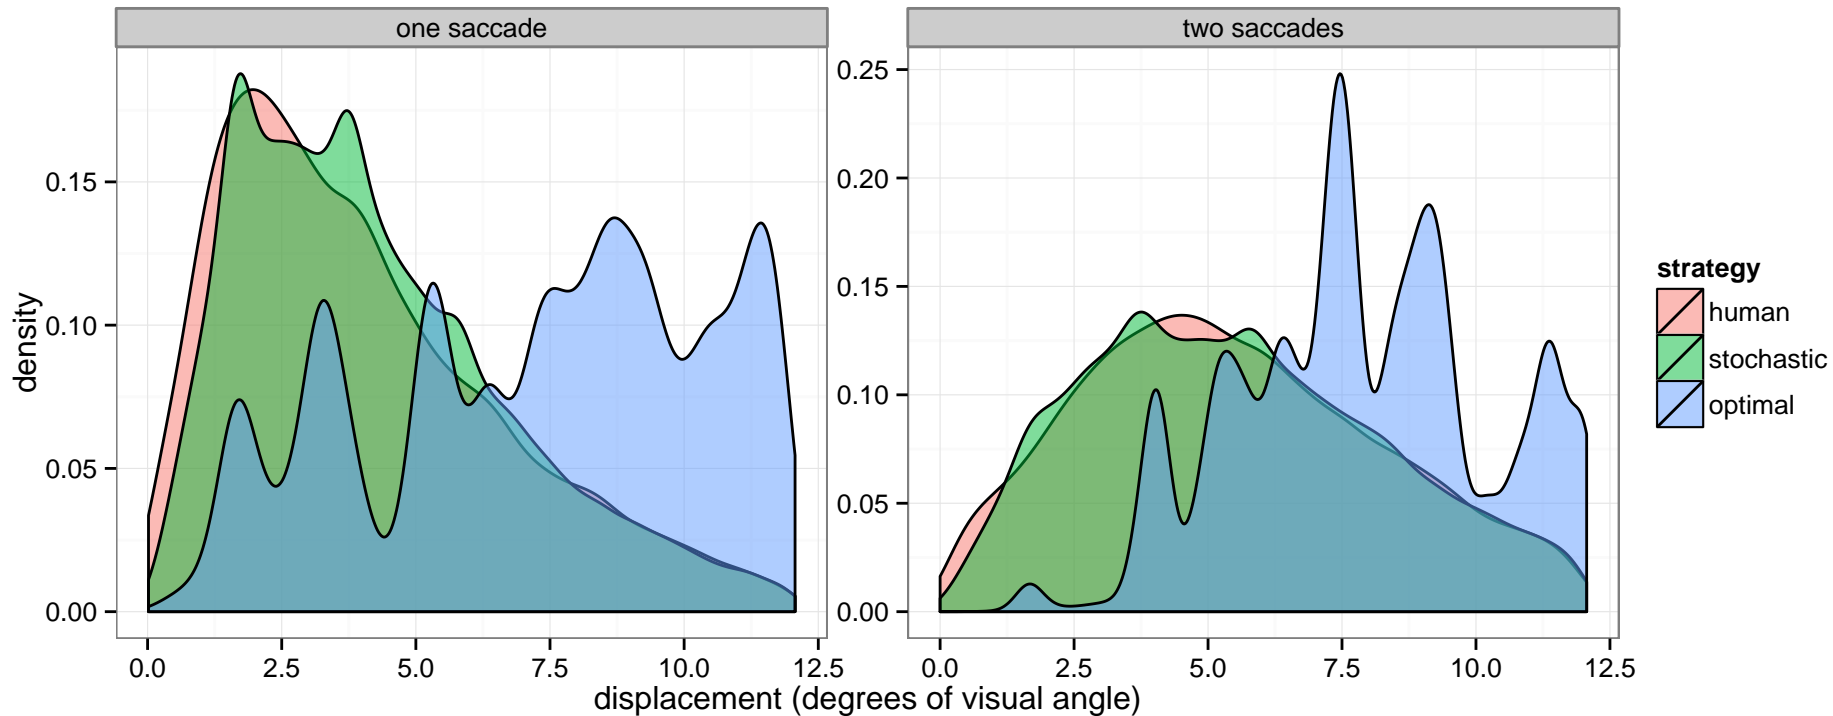 one saccade
two saccades
density
0.15
0.10
0.05
0.00
0.25
0.20
0.15
0.10
0.05
0.00
0.0 2.5 5.0 7.5 10.0 12.5
0.0 2.5 5.0 7.5 10.0 12.5
displacement (degrees of visual angle)
strategy
human
stochastic
optimal